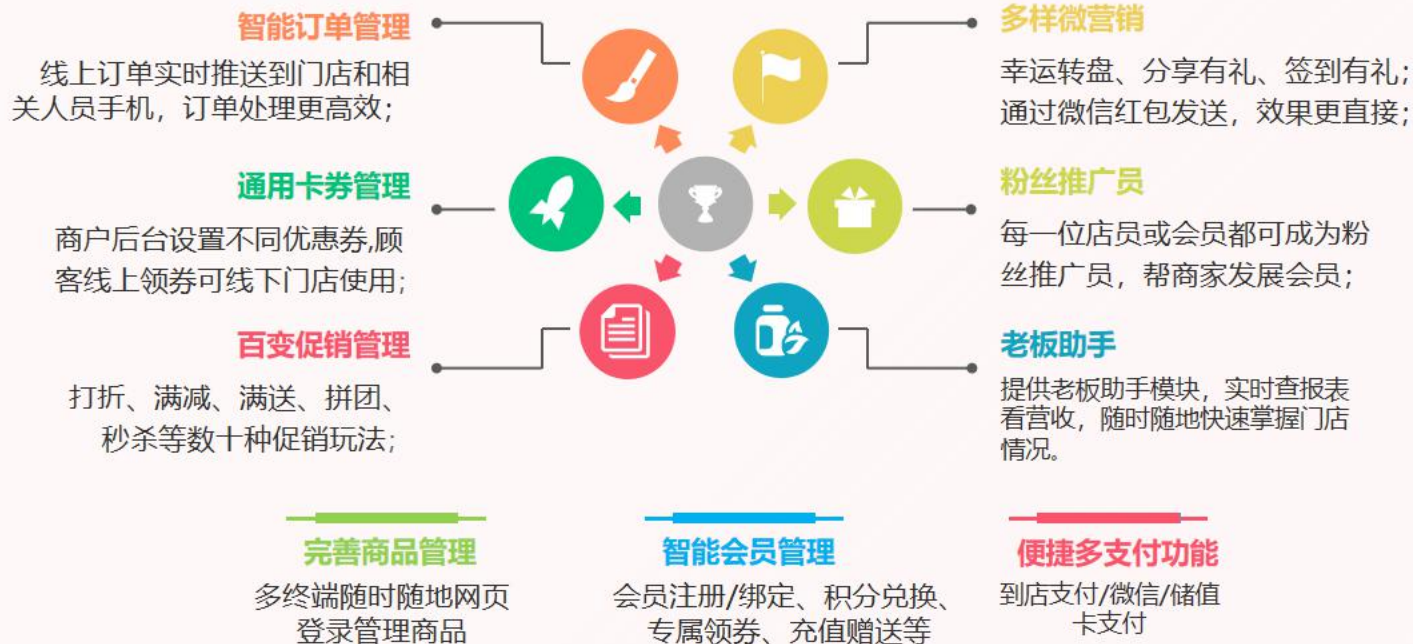 智能订单管理
线上订单实时推送到门店和相
关人员手机，订单处理更高效；
通用卡券管理
商户后台设置不同优惠券,顾
客线上领券可线下门店使用；
百变促销管理
打折、满减、满送、拼团、
秒杀等数十种促销玩法；
多样微营销
幸运转盘、分享有礼、签到有礼；
通过微信红包发送，效果更直接；
粉丝推广员
每一位店员或会员都可成为粉
丝推广员，帮商家发展会员；
老板助手
提供老板助手模块，实时查报表
看营收，随时随地快速掌握门店
情况。
完善商品管理
多终端随时随地网页
登录管理商品
智能会员管理
会员注册/绑定、积分兑换、
专属领券、充值赠送等
便捷多支付功能
到店支付/微信/储值
卡支付